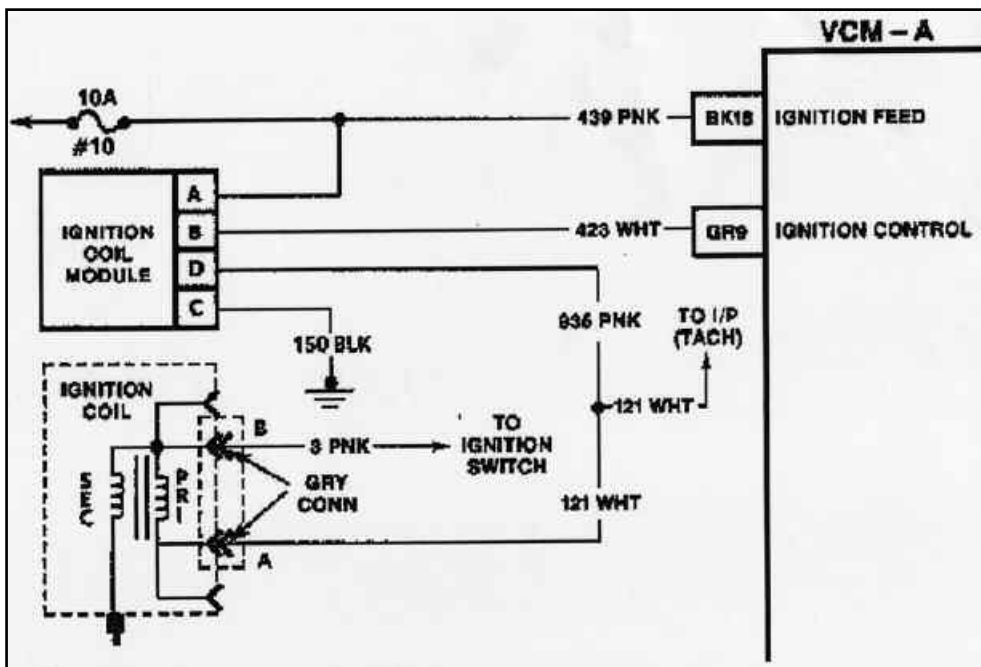 VCM – A
10A
#10
439 PNK
BK18
IGNITION FEED
IGNITION
COIL
MODULE
A
B
D
C
423 WHT
GR9
IGNITION CONTROL
935 PNK
TO I/P
(TACH)
150 BLK
121 WHT
IGNITION
COIL
B
3 PNK
TO
IGNITION
SWITCH
GRY
CONN
SEC
PRI
121 WHT
A